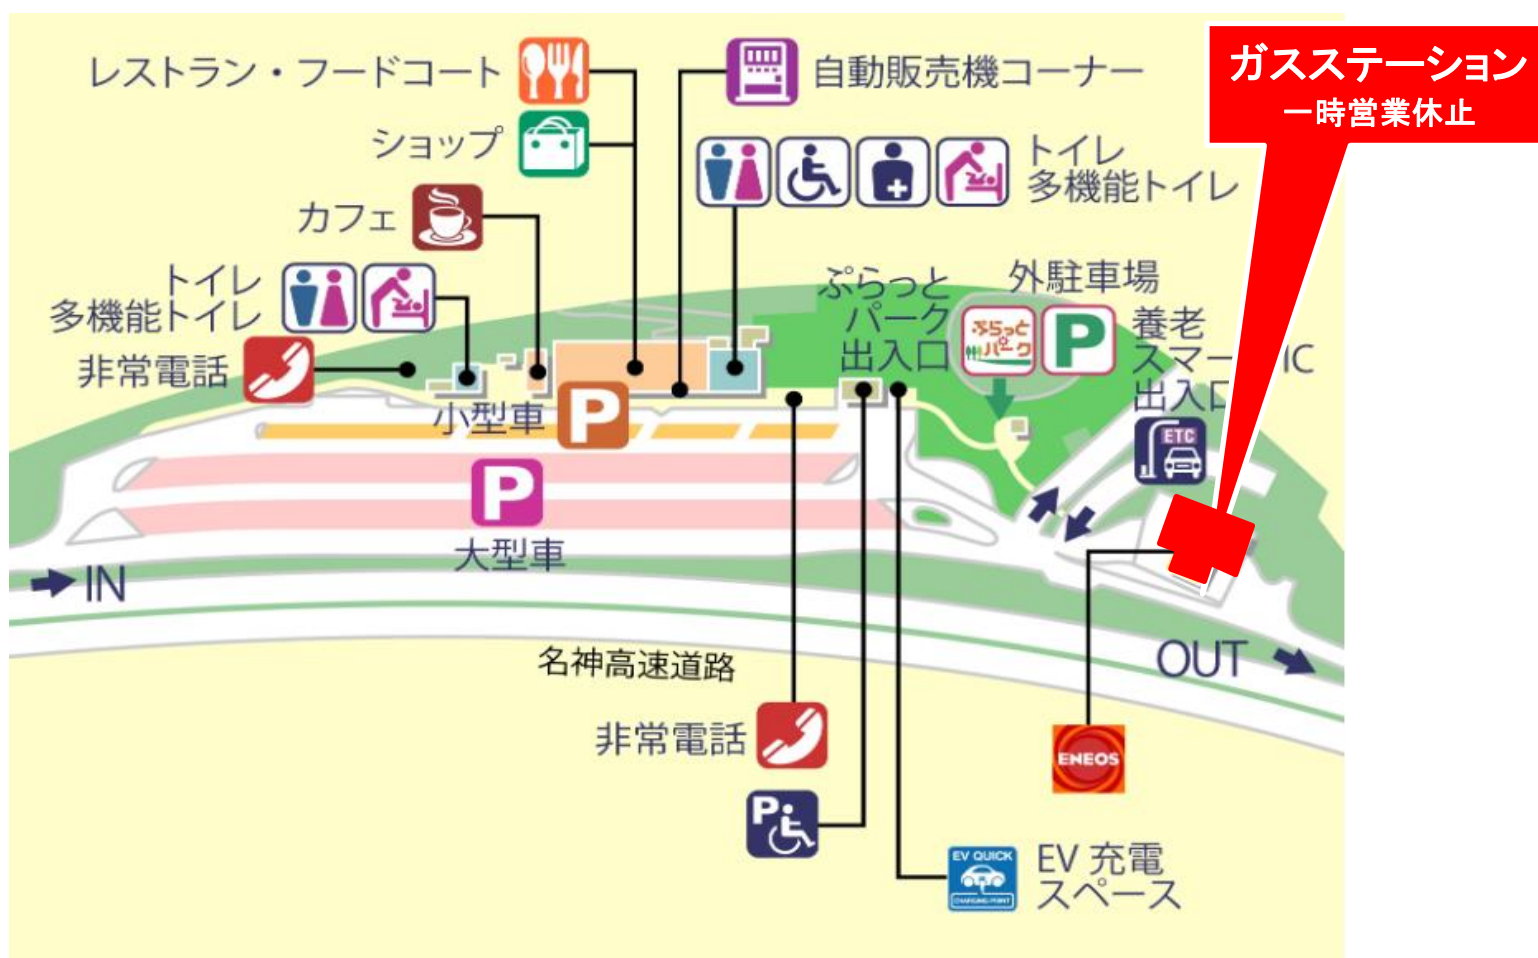 レストラン・フードコート
自動販売機コーナー
ガスステーション
一時営業休止
ショップ
トイレ
多機能トイレ
カフェ
トイレ
多機能トイレ
ぷらっと
パーク
出入口
外駐車場
ぷらっと
パーク
P
養老
スマー
IC
出入口
非常電話
小型車
P
ETC
P
大型車
IN
OUT
名神高速道路
非常電話
ENEOS
P
EV QUICK
CHARGING POINT
EV 充電
スペース